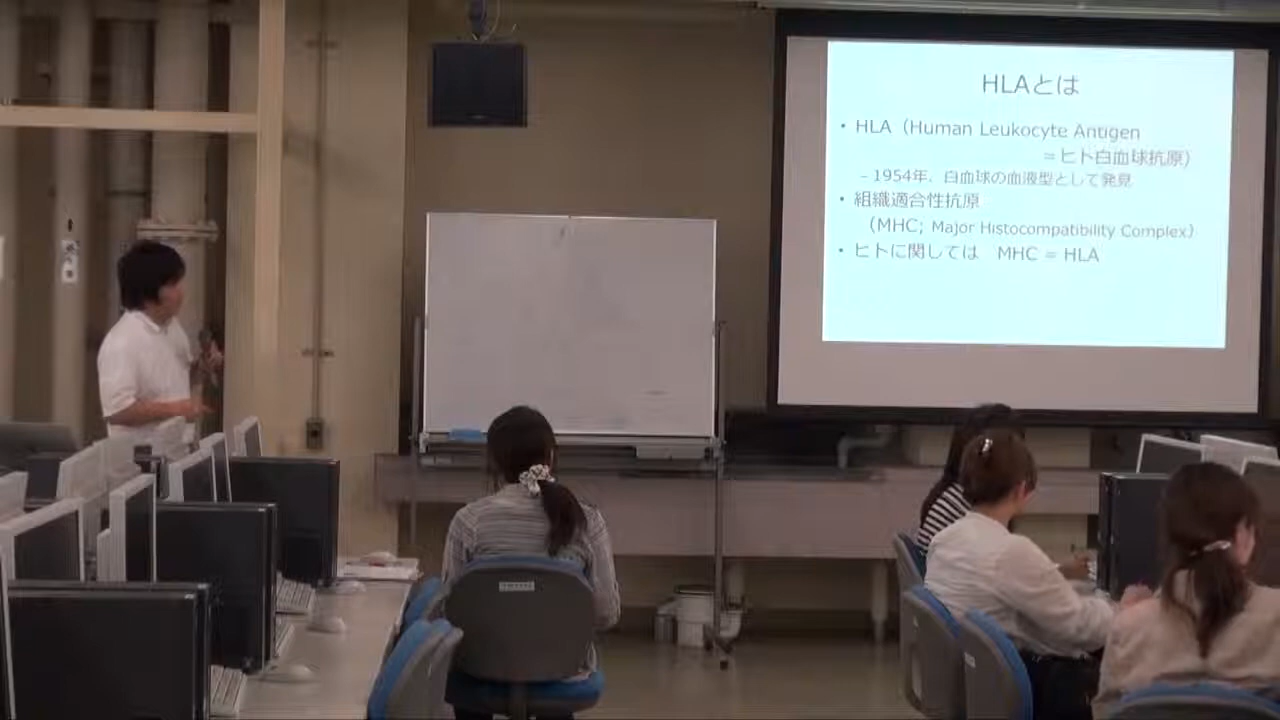 HLAとは
• HLA（Human Leukocyte Antigen
＝ヒト白血球抗原）
– 1954年、白血球の血液型として発見
• 組織適合性抗原
（MHC; Major Histocompatibility Complex）
• ヒトに関しては　MHC = HLA